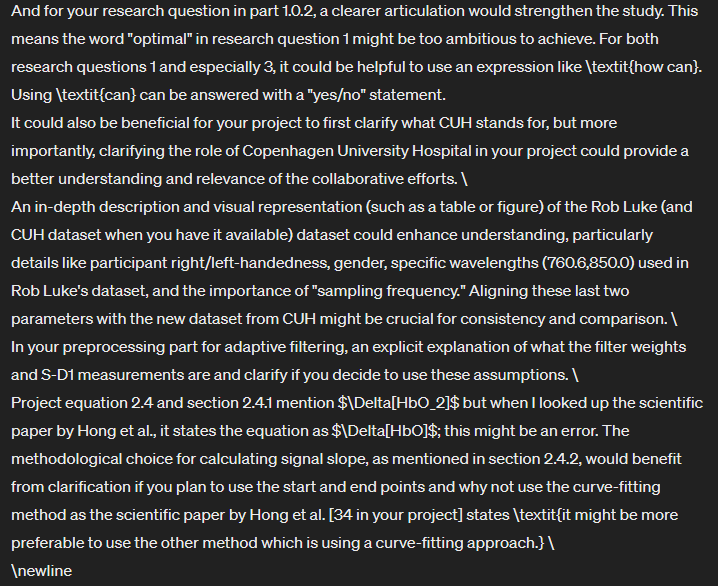 And for your research question in part 1.0.2, a clearer articulation would strengthen the study. This
means the word "optimal" in research question 1 might be too ambitious to achieve. For both
research questions 1 and especially 3, it could be helpful to use an expression like \textit{how can}.
Using \textit{can} can be answered with a "yes/no" statement.
It could also be beneficial for your project to first clarify what CUH stands for, but more
importantly, clarifying the role of Copenhagen University Hospital in your project could provide a
better understanding and relevance of the collaborative efforts. \
An in-depth description and visual representation (such as a table or figure) of the Rob Luke (and
CUH dataset when you have it available) dataset could enhance understanding, particularly
details like participant right/left-handedness, gender, specific wavelengths (760.6,850.0) used in
Rob Luke's dataset, and the importance of "sampling frequency." Aligning these last two
parameters with the new dataset from CUH might be crucial for consistency and comparison. \
In your preprocessing part for adaptive filtering, an explicit explanation of what the filter weights
and S-D1 measurements are and clarify if you decide to use these assumptions. \
Project equation 2.4 and section 2.4.1 mention $\Delta[HbO_2]$ but when I looked up the scientific
paper by Hong et al., it states the equation as $\Delta[HbO]$; this might be an error. The
methodological choice for calculating signal slope, as mentioned in section 2.4.2, would benefit
from clarification if you plan to use the start and end points and why not use the curve-fitting
method as the scientific paper by Hong et al. [34 in your project] states \textit{it might be more
preferable to use the other method which is using a curve-fitting approach.} \
\newline